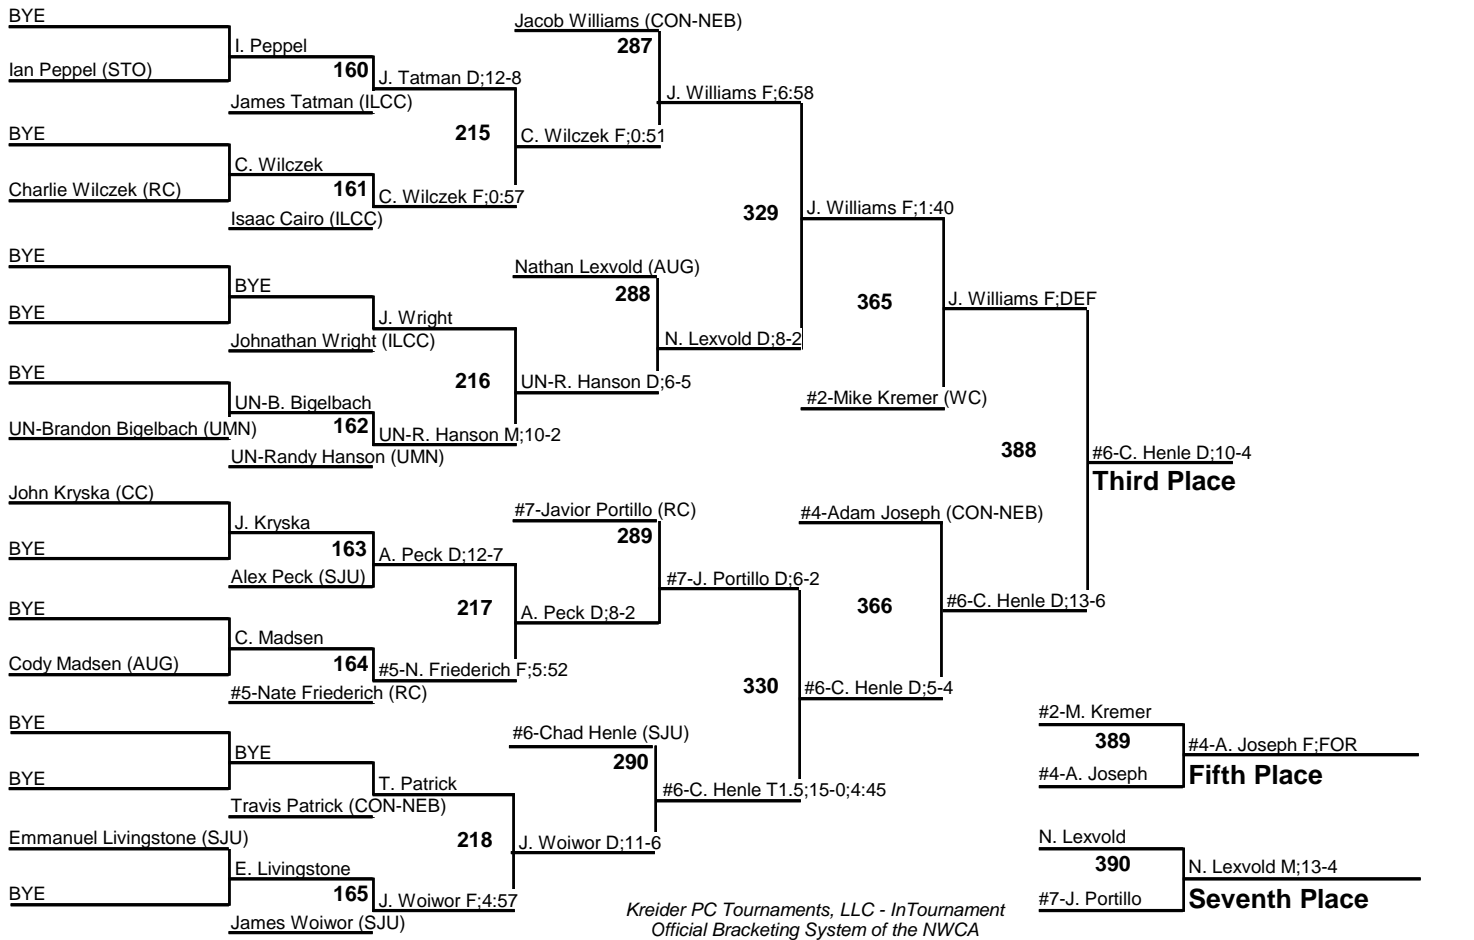 BYE
Ian Peppel (STO)
BYE
Charlie Wilczek (RC)
BYE
BYE
BYE
UN-Brandon Bigelbach (UMN)
John Kryska (CC)
BYE
BYE
Cody Madsen (AUG)
BYE
BYE
Emmanuel Livingstone (SJU)
BYE
I. Peppel
160
James Tatman (ILCC)
C. Wilczek
161
Isaac Cairo (ILCC)
BYE
Johnathan Wright (ILCC)
UN-B. Bigelbach
162
UN-Randy Hanson (UMN)
J. Kryska
163
Alex Peck (SJU)
C. Madsen
164
#5-Nate Friederich (RC)
BYE
Travis Patrick (CON-NEB)
E. Livingstone
165
James Woiwor (SJU)
J. Tatman D;12-8
215
C. Wilczek F;0:57
J. Wright
216
UN-R. Hanson M;10-2
A. Peck D;12-7
217
#5-N. Friederich F;5:52
T. Patrick
218
J. Woiwor F;4:57
Jacob Williams (CON-NEB)
287
C. Wilczek F;0:51
Nathan Lexvold (AUG)
288
UN-R. Hanson D;6-5
#7-Javior Portillo (RC)
289
A. Peck D;8-2
#6-Chad Henle (SJU)
290
J. Woiwor D;11-6
J. Williams F;6:58
329
N. Lexvold D;8-2
#7-J. Portillo D;6-2
330
#6-C. Henle T1.5;15-0;4:45
J. Williams F;1:40
365
#2-Mike Kremer (WC)
#4-Adam Joseph (CON-NEB)
366
#6-C. Henle D;5-4
J. Williams F;DEF
388
#6-C. Henle D;13-6
#6-C. Henle D;10-4
Third Place
#2-M. Kremer
389
#4-A. Joseph
#4-A. Joseph F;FOR
Fifth Place
N. Lexvold
390
#7-J. Portillo
N. Lexvold M;13-4
Seventh Place
Kreider PC Tournaments, LLC - InTournament
Official Bracketing System of the NWCA